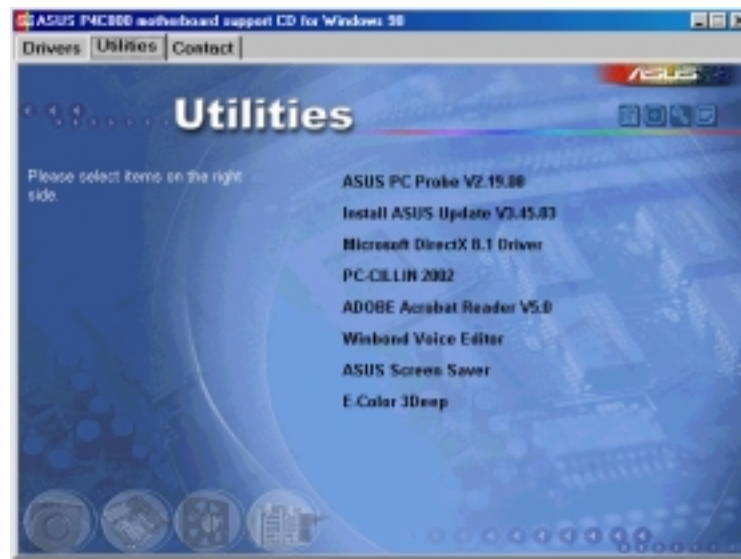 ASUS P4C800 motherboard support CD for Windows 98
Drivers Utilities Contact
ASUS
Utilities
Please select items on the right
side.
ASUS PC Probe V2.19.08
Install ASUS Update V3.45.03
Microsoft DirectX 8.1 Driver
PC-CILLIN 2002
ADOBE Acrobat Reader V5.0
Winbond Voice Editor
ASUS Screen Saver
E-Color 3Deep